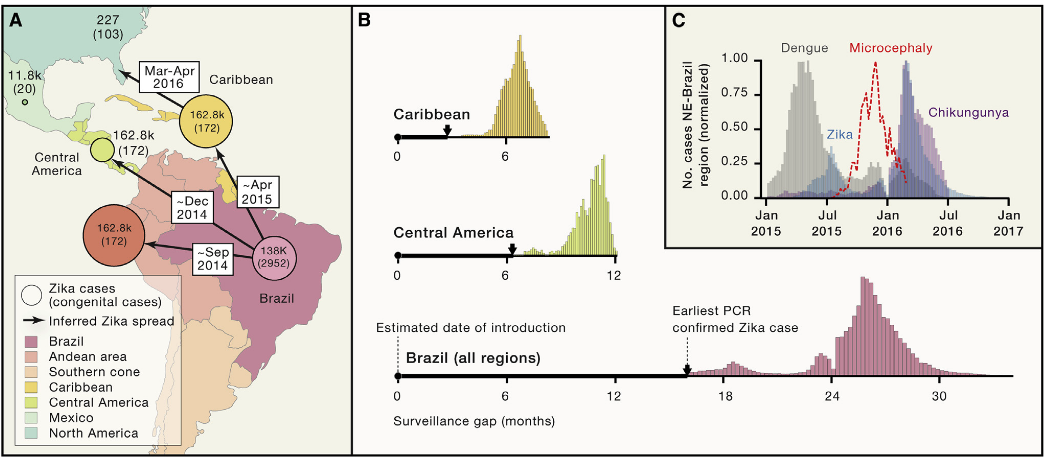 A
227
(103)
11.8k
(20)
Mar-Apr
2016
Caribbean
162.8k
(172)
162.8k
(172)
Central
America
~Apr
2015
~Dec
2014
162.8k
(172)
~Sep
2014
138K
(2952)
Brazil
Zika cases
(congenital cases)
Inferred Zika spread
Brazil
Andean area
Southern cone
Caribbean
Central America
Mexico
North America
B
Caribbean
0
6
Central America
0
6
12
Estimated date of introduction
Brazil (all regions)
Earliest PCR
confirmed Zika case
0
6
12
18
24
30
Surveillance gap (months)
C
No. cases NE-Brazil
region (normalized)
1.00
0.75
0.50
0.25
0.00
Dengue
Microcephaly
Zika
Chikungunya
Jan
2015
Jul
2015
Jan
2016
Jul
2016
Jan
2017